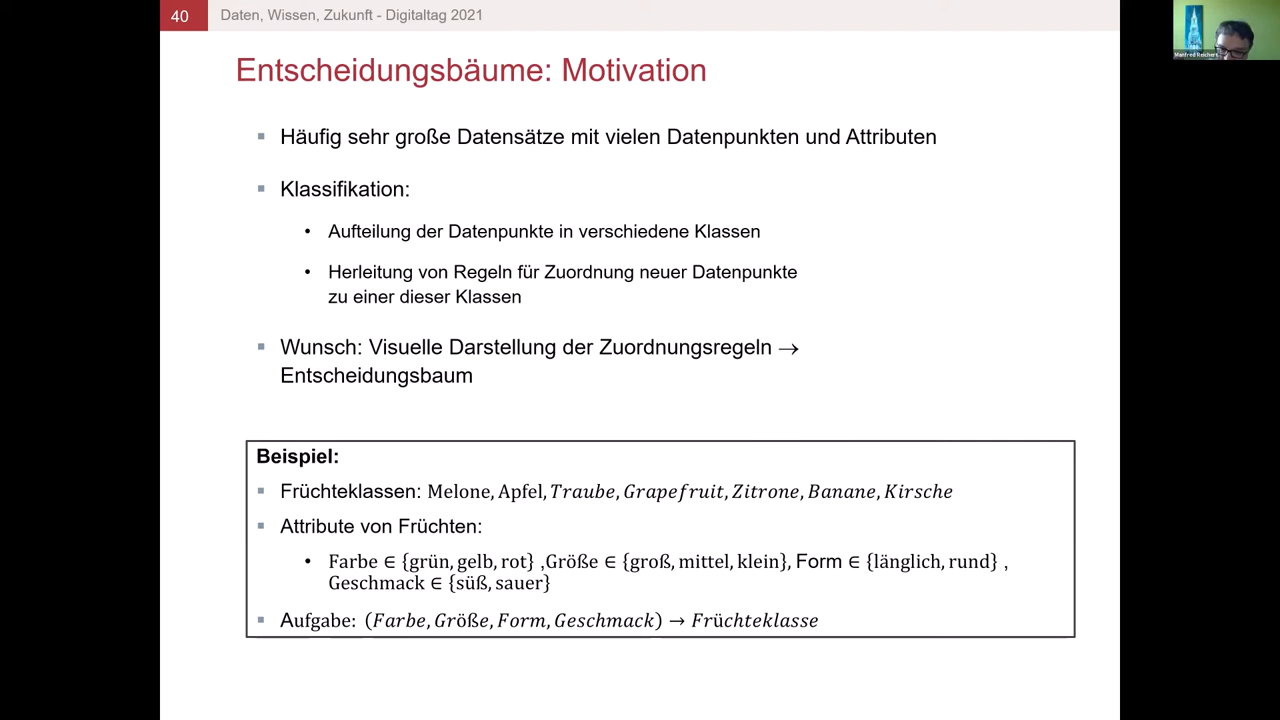 40
Daten, Wissen, Zukunft - Digitaltag 2021
Manfred Reichert
Entscheidungsbäume: Motivation
Häufig sehr große Datensätze mit vielen Datenpunkten und Attributen
Klassifikation:
Aufteilung der Datenpunkte in verschiedene Klassen
Herleitung von Regeln für Zuordnung neuer Datenpunkte
zu einer dieser Klassen
Wunsch: Visuelle Darstellung der Zuordnungsregeln →
Entscheidungsbaum
Beispiel:
Früchteklassen: Melone, Apfel, Traube, Grapefruit, Zitrone, Banane, Kirsche
Attribute von Früchten:
Farbe ∈ {grün, gelb, rot} ,Größe ∈ {groß, mittel, klein}, Form ∈ {länglich, rund} ,
Geschmack ∈ {süß, sauer}
Aufgabe: (Farbe, Größe, Form, Geschmack) → Früchteklasse